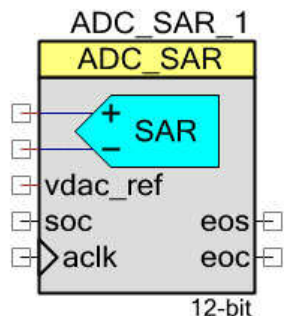 ADC_SAR_1
ADC_SAR
+
SAR
−
vdac_ref
soc eos
aclk eoc
12-bit